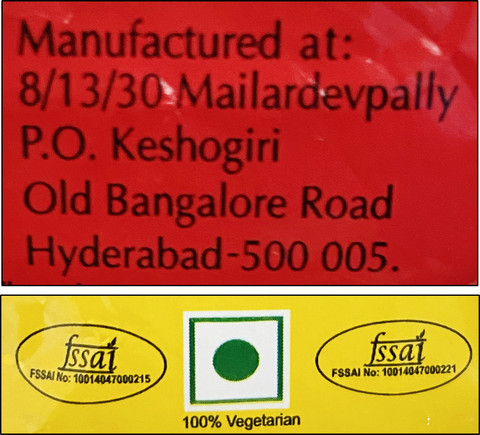 Manufactured at:
8/13/30 Mailardevpally
P.O. Keshogiri
Old Bangalore Road
Hyderabad-500 005.
fssai
FSSAI No: 10014047000215
100% Vegetarian
fssai
FSSAI No: 10014047000221